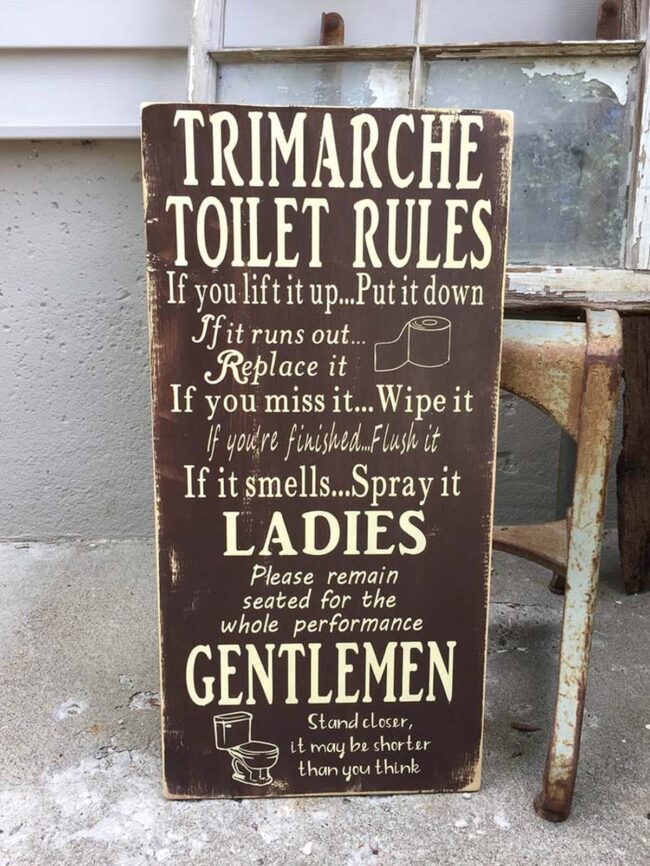 TRIMARCHE
TOILET RULES
If you lift it up...Put it down
If it runs out...
Replace it
If you miss it...Wipe it
If you're finished...Flush it
If it smells...Spray it
LADIES
Please remain
seated for the
whole performance
GENTLEMEN
Stand closer,
it may be shorter
than you think